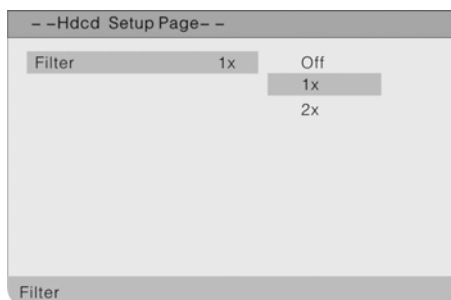 – –Hdcd Setup Page– –
Filter 1x Off
1x
2x
Filter